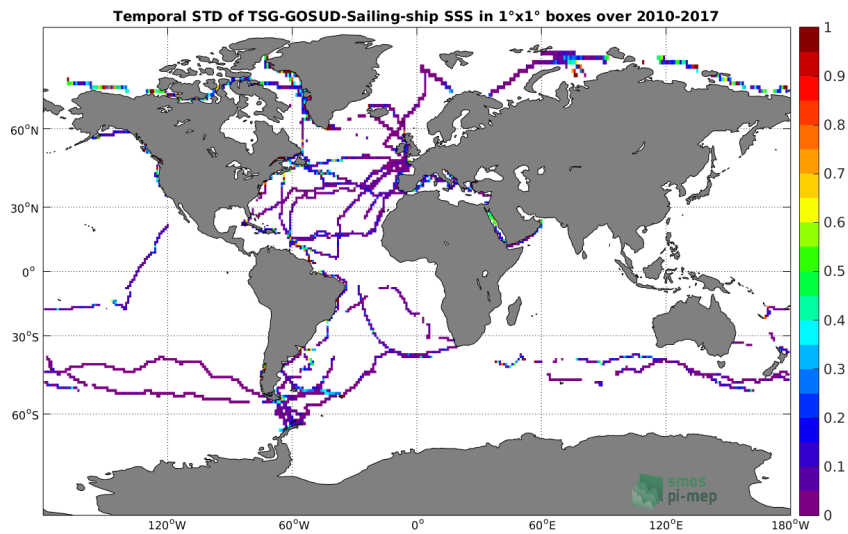 Temporal STD of TSG-GOSUD-Sailing-ship SSS in 1°x1° boxes over 2010-2017
1
0.9
0.8
0.7
0.6
0.5
0.4
0.3
0.2
0.1
0
60°N
30°N
0°
30°S
60°S
120°W
60°W
0°
60°E
120°E
180°W
smos
pi-mep